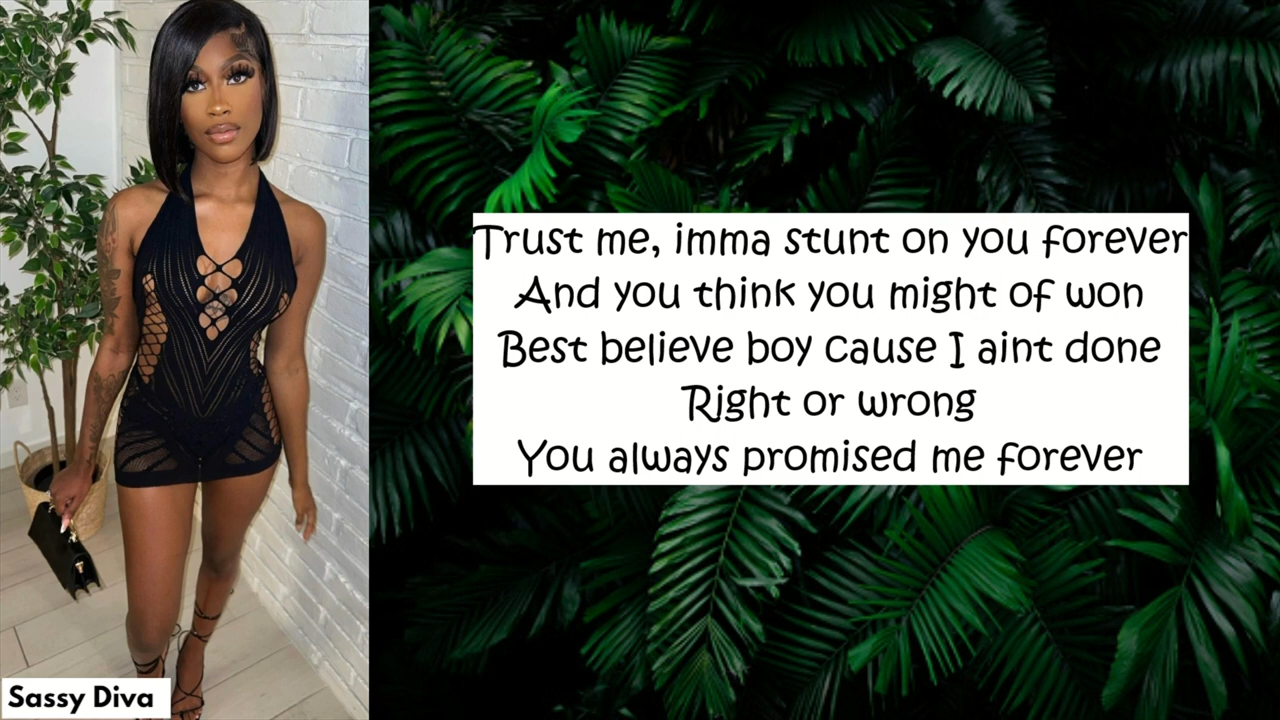 Trust me, imma stunt on you forever
And you think you might of won
Best believe boy cause I aint done
Right or wrong
You always promised me forever
Sassy Diva